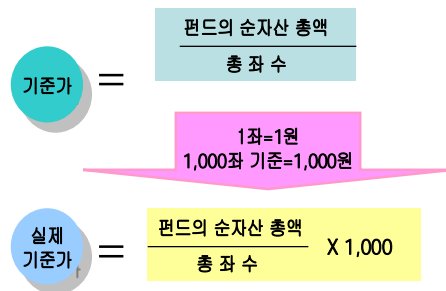 기준가
=
펀드의 순자산 총액
총 좌 수
1좌=1원
1,000좌 기준=1,000원
실제
기준가
=
펀드의 순자산 총액
총 좌 수
X 1,000